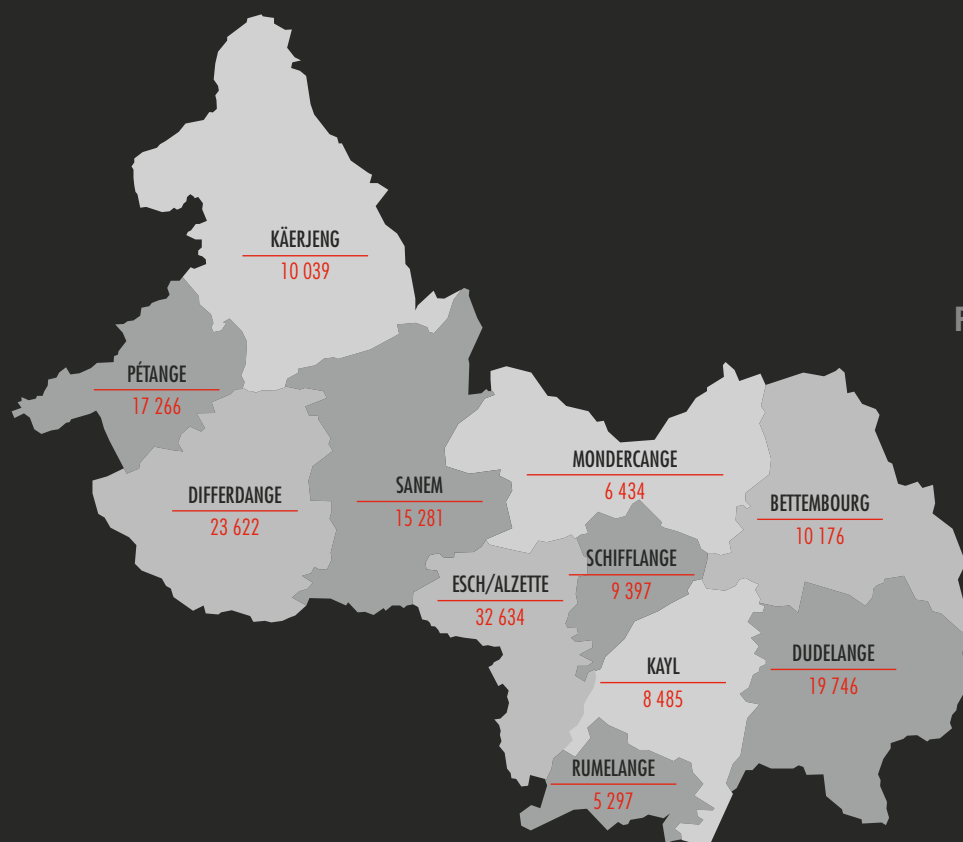 KÄERJENG
10 039
F
PÉTANGE
17 266
MONDERCANGE
6 434
DIFFERDANGE
23 622
SANEM
15 281
BETTEMBOURG
10 176
SCHIFFLANGE
9 397
ESCH/ALZETTE
32 634
KAYL
8 485
DUDELANGE
19 746
RUMELANGE
5 297